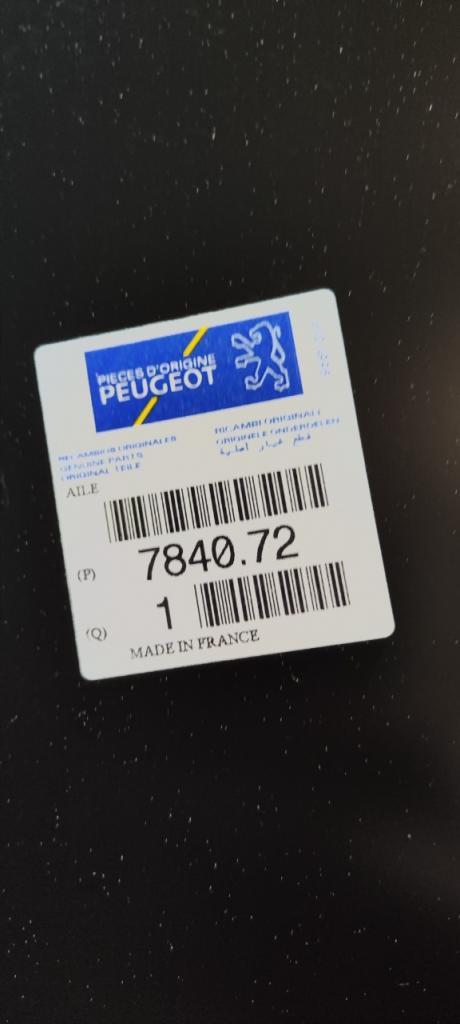 PIECES D'ORIGINE
PEUGEOT
RECAMBIOS ORIGINALES
GENUINE PARTS
ORIGINAL TEILE
RICAMBI ORIGINALI
ORIGINELE ONDERDELEN
قطع غيار أصلية
AILE
(P) 7840.72
(Q) 1
MADE IN FRANCE